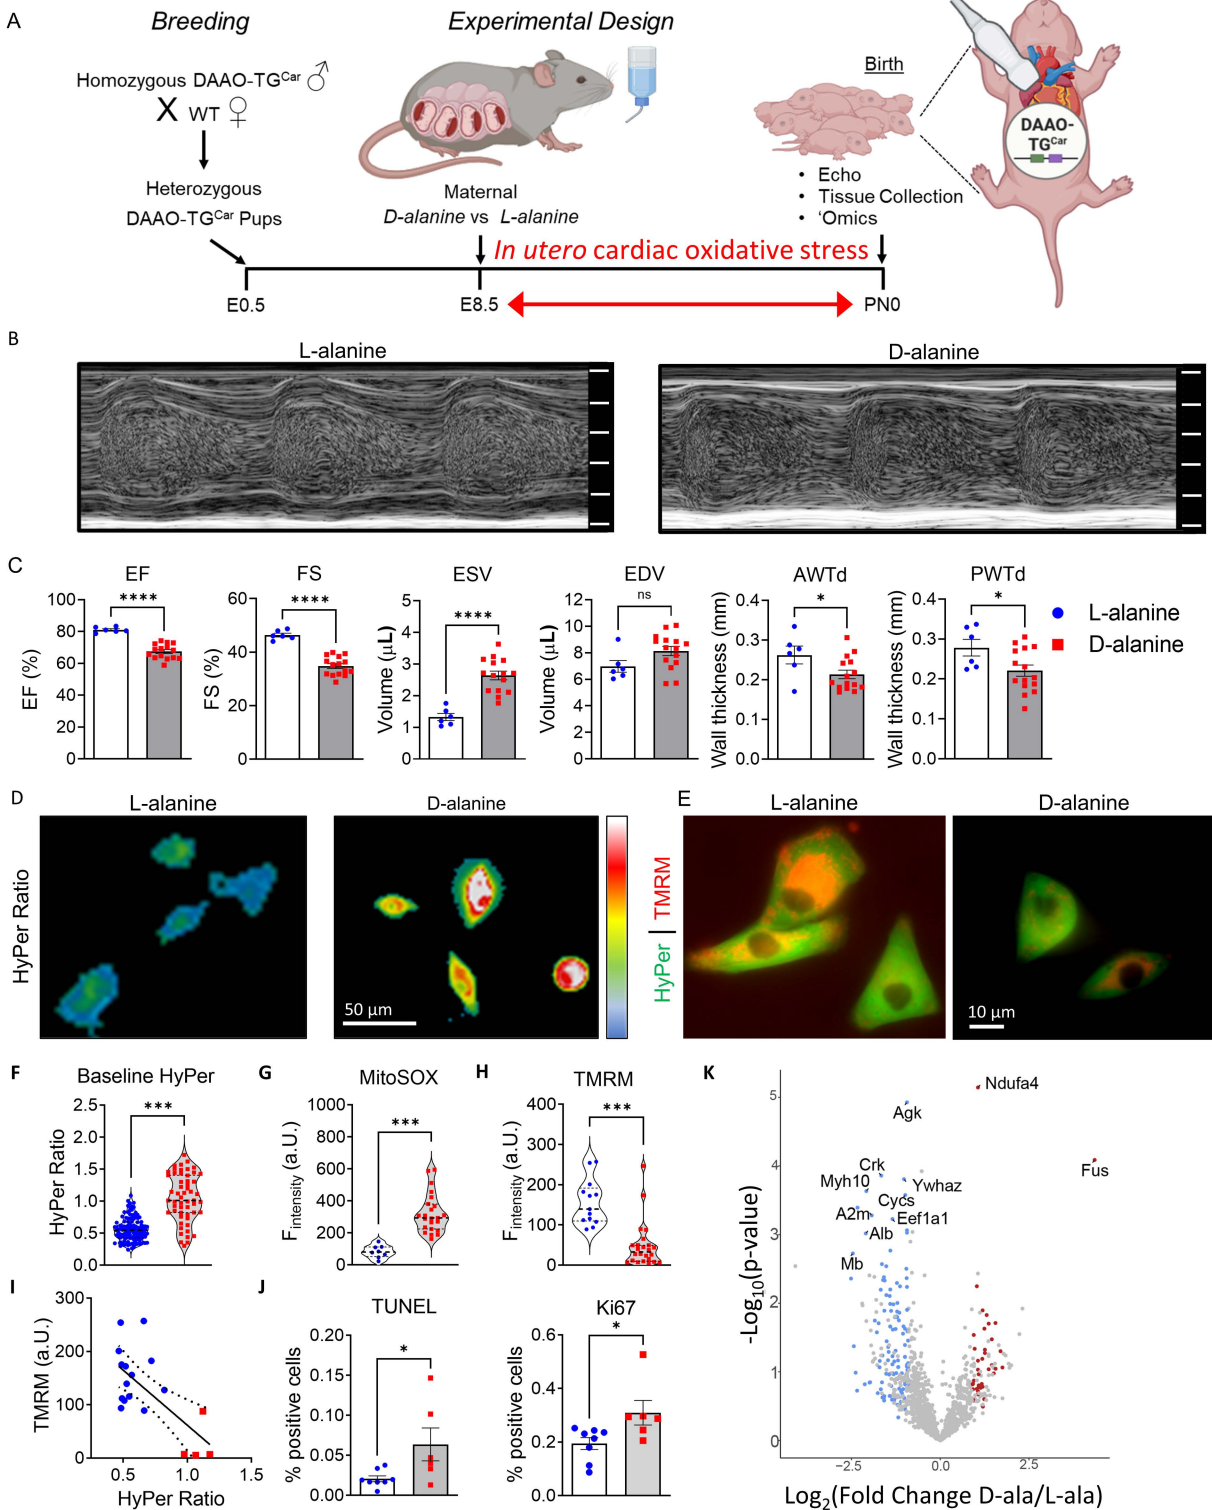 A
Breeding
Experimental Design
Homozygous DAAO-TG^Car ♂
X WT ♀
Heterozygous
DAAO-TG^Car Pups
Maternal
D-alanine vs L-alanine
Birth
• Echo
• Tissue Collection
• 'Omics
DAAO-
TG^Car
In utero cardiac oxidative stress
E0.5
E8.5
PN0
B
L-alanine
D-alanine
C
EF
EF (%)
100
80
60
40
20
0
****
FS
FS (%)
60
40
20
0
****
ESV
Volume (μL)
5
4
3
2
1
0
****
EDV
Volume (μL)
12
10
8
6
4
2
0
ns
AWTd
Wall thickness (mm)
0.4
0.3
0.2
0.1
0.0
*
PWTd
Wall thickness (mm)
0.4
0.3
0.2
0.1
0.0
*
L-alanine
D-alanine
D
L-alanine
D-alanine
HyPer Ratio
50 μm
E
L-alanine
D-alanine
HyPer | TMRM
10 μm
F
Baseline HyPer
HyPer Ratio
2.5
2.0
1.5
1.0
0.5
0.0
***
G
MitoSOX
F_intensity (a.U.)
1000
800
600
400
200
0
***
H
TMRM
F_intensity (a.U.)
400
300
200
100
0
***
I
TMRM (a.U.)
300
200
100
0
0.5
1.0
1.5
HyPer Ratio
J
TUNEL
% positive cells
0.20
0.15
0.10
0.05
0.00
*
Ki67
% positive cells
0.6
0.4
0.2
0.0
*
K
-Log10(p-value)
5
4
3
2
1
0
Ndufa4
Agk
Fus
Crk
Myh10
Ywhaz
Cycs
A2m
Eef1a1
Alb
Mb
−2.5
0.0
2.5
Log2(Fold Change D-ala/L-ala)